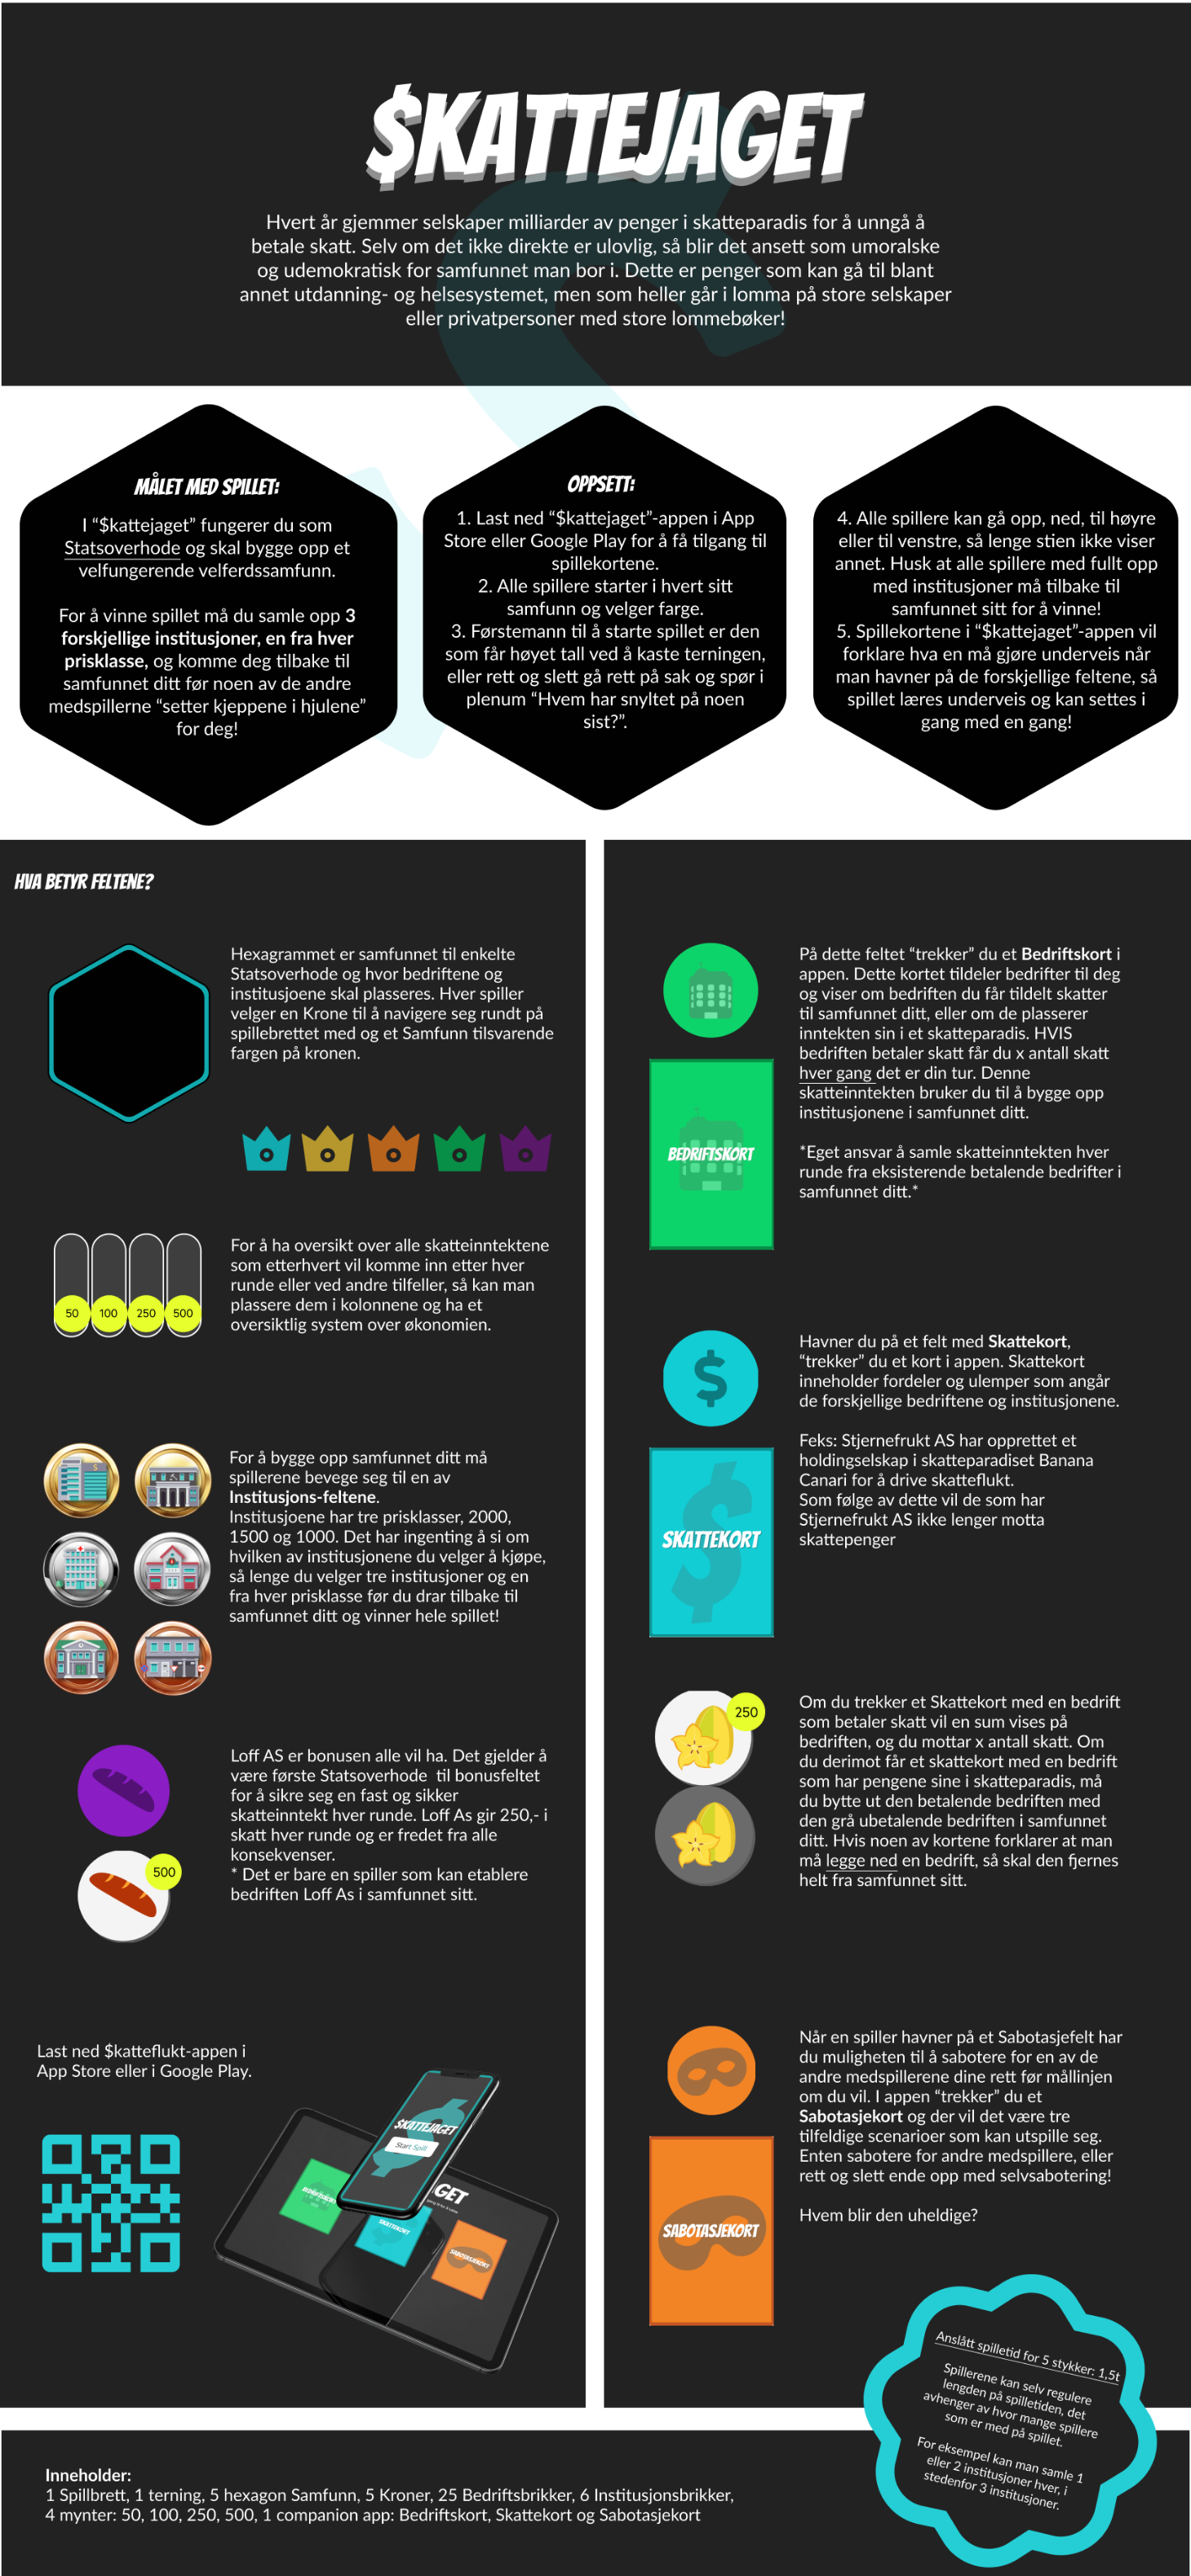 $KATTEJAGET
Hvert år gjemmer selskaper milliarder av penger i skatteparadis for å unngå å
betale skatt. Selv om det ikke direkte er ulovlig, så blir det ansett som umoralske
og udemokratisk for samfunnet man bor i. Dette er penger som kan gå til blant
annet utdanning- og helsesystemet, men som heller går i lomma på store selskaper
eller privatpersoner med store lommebøker!
MÅLET MED SPILLET:
I “$kattejaget” fungerer du som
Statsoverhode og skal bygge opp et
velfungerende velferdssamfunn.
For å vinne spillet må du samle opp 3
forskjellige institusjoner, en fra hver
prisklasse, og komme deg tilbake til
samfunnet ditt før noen av de andre
medspillerne “setter kjeppene i hjulene”
for deg!
OPPSETT:
1. Last ned “$kattejaget”-appen i App
Store eller Google Play for å få tilgang til
spillekortene.
2. Alle spillere starter i hvert sitt
samfunn og velger farge.
3. Førstemann til å starte spillet er den
som får høyet tall ved å kaste terningen,
eller rett og slett gå rett på sak og spør i
plenum “Hvem har snyltet på noen
sist?”.
4. Alle spillere kan gå opp, ned, til høyre
eller til venstre, så lenge stien ikke viser
annet. Husk at alle spillere med fullt opp
med institusjoner må tilbake til
samfunnet sitt for å vinne!
5. Spillekortene i “$kattejaget”-appen vil
forklare hva en må gjøre underveis når
man havner på de forskjellige feltene, så
spillet læres underveis og kan settes i
gang med en gang!
HVA BETYR FELTENE?
Hexagrammet er samfunnet til enkelte
Statsoverhode og hvor bedriftene og
institusjoene skal plasseres. Hver spiller
velger en Krone til å navigere seg rundt på
spillebrettet med og et Samfunn tilsvarende
fargen på kronen.
50 100 250 500
For å ha oversikt over alle skatteinntektene
som etterhvert vil komme inn etter hver
runde eller ved andre tilfeller, så kan man
plassere dem i kolonnene og ha et
oversiktlig system over økonomien.
For å bygge opp samfunnet ditt må
spillerene bevege seg til en av
Institusjons-feltene.
Institusjoene har tre prisklasser, 2000,
1500 og 1000. Det har ingenting å si om
hvilken av institusjonene du velger å kjøpe,
så lenge du velger tre institusjoner og en
fra hver prisklasse før du drar tilbake til
samfunnet ditt og vinner hele spillet!
Loff AS er bonusen alle vil ha. Det gjelder å
være første Statsoverhode til bonusfeltet
for å sikre seg en fast og sikker
skatteinntekt hver runde. Loff As gir 250,- i
skatt hver runde og er fredet fra alle
konsekvenser.
* Det er bare en spiller som kan etablere
bedriften Loff As i samfunnet sitt.
500
Last ned $katteflukt-appen i
App Store eller i Google Play.
$KATTEJAGET
Start Spill
GET
BEDRIFTSKORT
SKATTEKORT
SABOTASJEKORT
På dette feltet “trekker” du et Bedriftskort i
appen. Dette kortet tildeler bedrifter til deg
og viser om bedriften du får tildelt skatter
til samfunnet ditt, eller om de plasserer
inntekten sin i et skatteparadis. HVIS
bedriften betaler skatt får du x antall skatt
hver gang det er din tur. Denne
skatteinntekten bruker du til å bygge opp
institusjonene i samfunnet ditt.
*Eget ansvar å samle skatteinntekten hver
runde fra eksisterende betalende bedrifter i
samfunnet ditt.*
BEDRIFTSKORT
Havner du på et felt med Skattekort,
“trekker” du et kort i appen. Skattekort
inneholder fordeler og ulemper som angår
de forskjellige bedriftene og institusjonene.
Feks: Stjernefrukt AS har opprettet et
holdingselskap i skatteparadiset Banana
Canari for å drive skatteflukt.
Som følge av dette vil de som har
Stjernefrukt AS ikke lenger motta
skattepenger
SKATTEKORT
250
Om du trekker et Skattekort med en bedrift
som betaler skatt vil en sum vises på
bedriften, og du mottar x antall skatt. Om
du derimot får et skattekort med en bedrift
som har pengene sine i skatteparadis, må
du bytte ut den betalende bedriften med
den grå ubetalende bedriften i samfunnet
ditt. Hvis noen av kortene forklarer at man
må legge ned en bedrift, så skal den fjernes
helt fra samfunnet sitt.
Når en spiller havner på et Sabotasjefelt har
du muligheten til å sabotere for en av de
andre medspillerene dine rett før mållinjen
om du vil. I appen “trekker” du et
Sabotasjekort og der vil det være tre
tilfeldige scenarioer som kan utspille seg.
Enten sabotere for andre medspillere, eller
rett og slett ende opp med selvsabotering!
Hvem blir den uheldige?
SABOTASJEKORT
Anslått spilletid for 5 stykker: 1,5t
Spillerene kan selv regulere
lengden på spilletiden, det
avhenger av hvor mange spillere
som er med på spillet.
For eksempel kan man samle 1
eller 2 institusjoner hver, i
stedenfor 3 institusjoner.
Inneholder:
1 Spillbrett, 1 terning, 5 hexagon Samfunn, 5 Kroner, 25 Bedriftsbrikker, 6 Institusjonsbrikker,
4 mynter: 50, 100, 250, 500, 1 companion app: Bedriftskort, Skattekort og Sabotasjekort